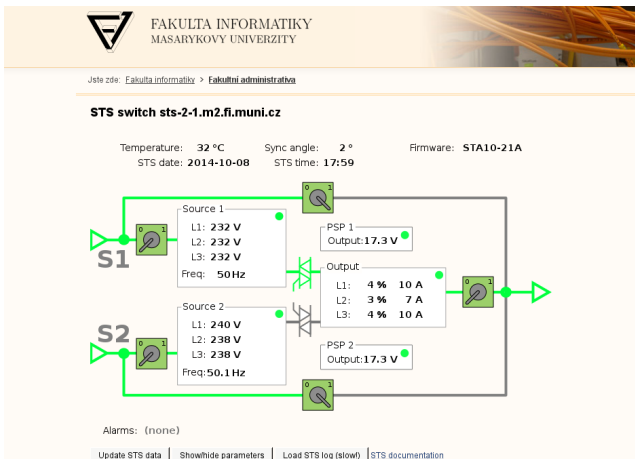 FAKULTA INFORMATIKY
MASARYKOVY UNIVERZITY
Jste zde: Fakulta informatiky > Fakultní administrativa
STS switch sts-2-1.m2.fi.muni.cz
Temperature: 32 °C Sync angle: 2 ° Firmware: STA10-21A
STS date: 2014-10-08 STS time: 17:59
0 1
S1
0 1
Source 1
L1: 232 V
L2: 232 V
L3: 232 V
Freq: 50 Hz
PSP 1
Output: 17.3 V
Output
L1: 4 % 10 A
L2: 3 % 7 A
L3: 4 % 10 A
0 1
S2
0 1
Source 2
L1: 240 V
L2: 238 V
L3: 238 V
Freq: 50.1 Hz
PSP 2
Output: 17.3 V
0 1
Alarms: (none)
Update STS data | Show/hide parameters | Load STS log (slow!) | STS documentation